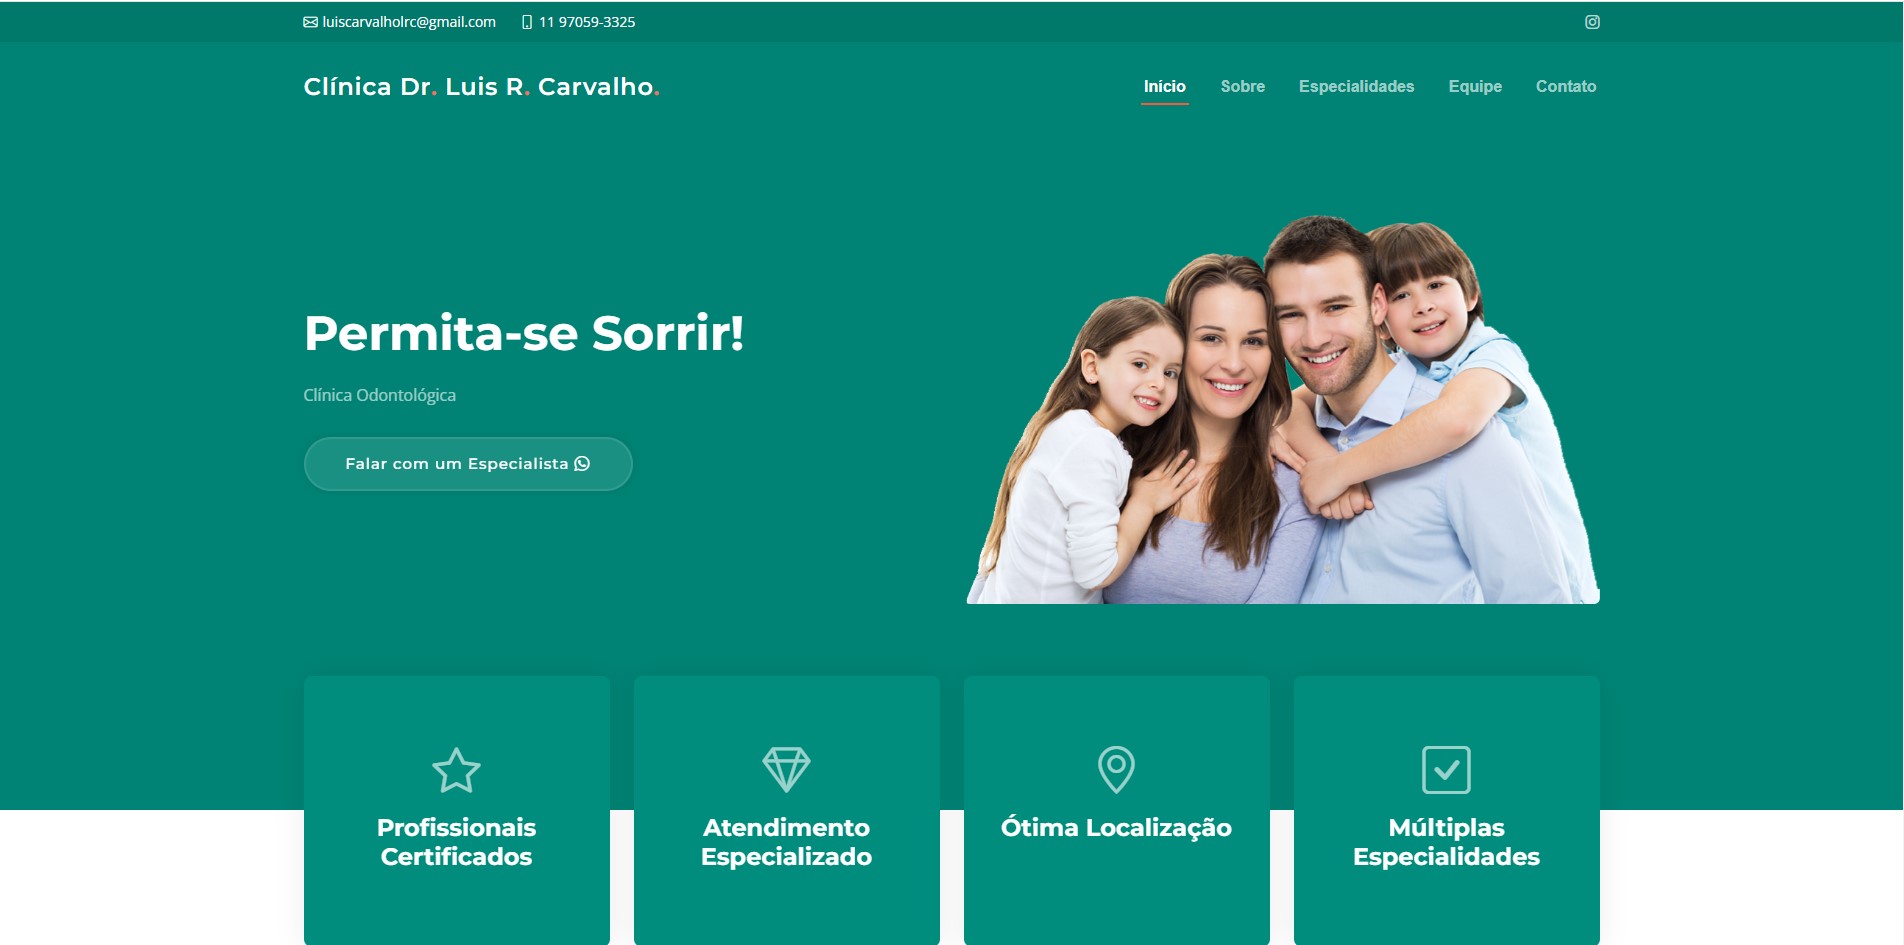 luiscarvalholrc@gmail.com 11 97059-3325
Clínica Dr. Luis R. Carvalho.
Início Sobre Especialidades Equipe Contato
Permita-se Sorrir!
Clínica Odontológica
Falar com um Especialista
Profissionais
Certificados
Atendimento
Especializado
Ótima Localização
Múltiplas
Especialidades